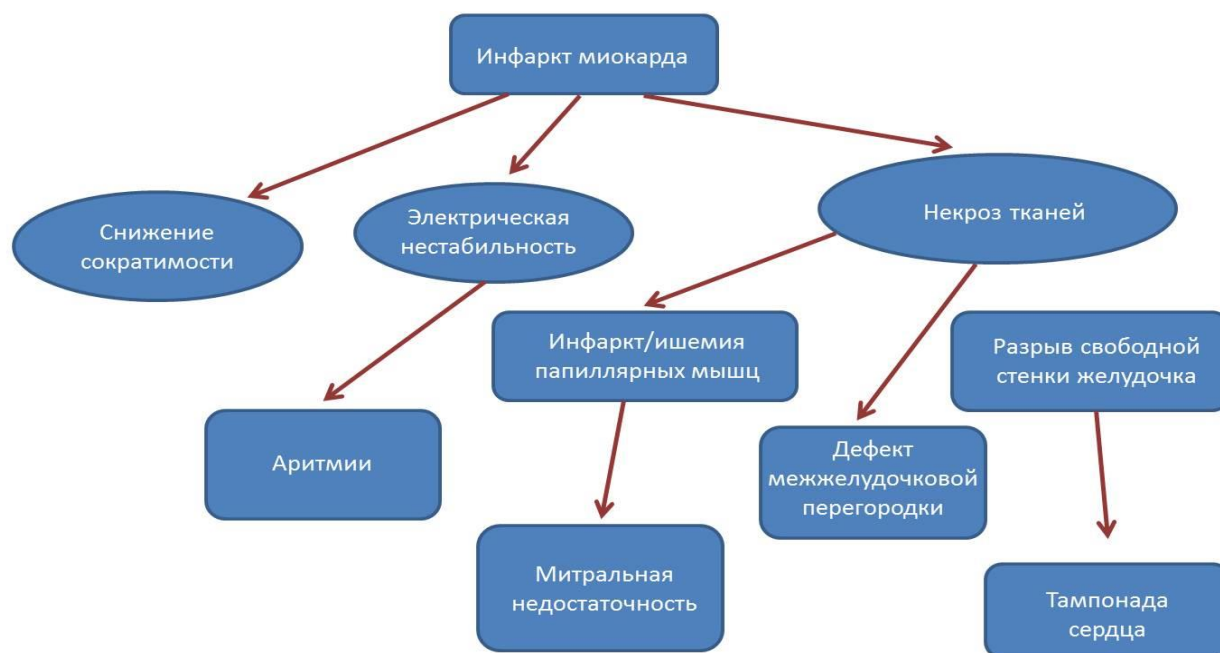 Инфаркт миокарда
Снижение
сократимости
Электрическая
нестабильность
Некроз тканей
Инфаркт/ишемия
папиллярных мышц
Разрыв свободной
стенки желудочка
Аритмии
Дефект
межжелудочковой
перегородки
Митральная
недостаточность
Тампонада
сердца